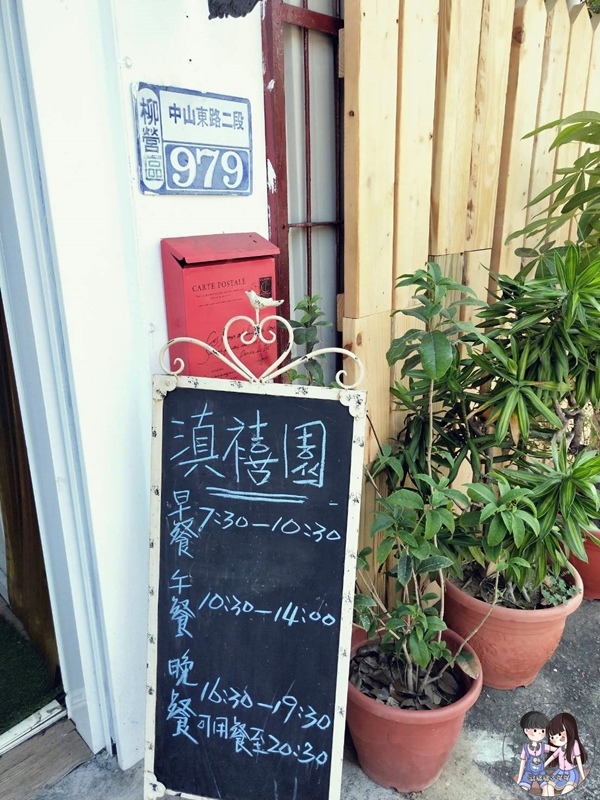 柳營區
中山東路二段
979
CARTE POSTALE
滇禧園
早餐 7:30-10:30
午餐 10:30-14:00
晚餐 16:30-19:30
可用餐至20:30